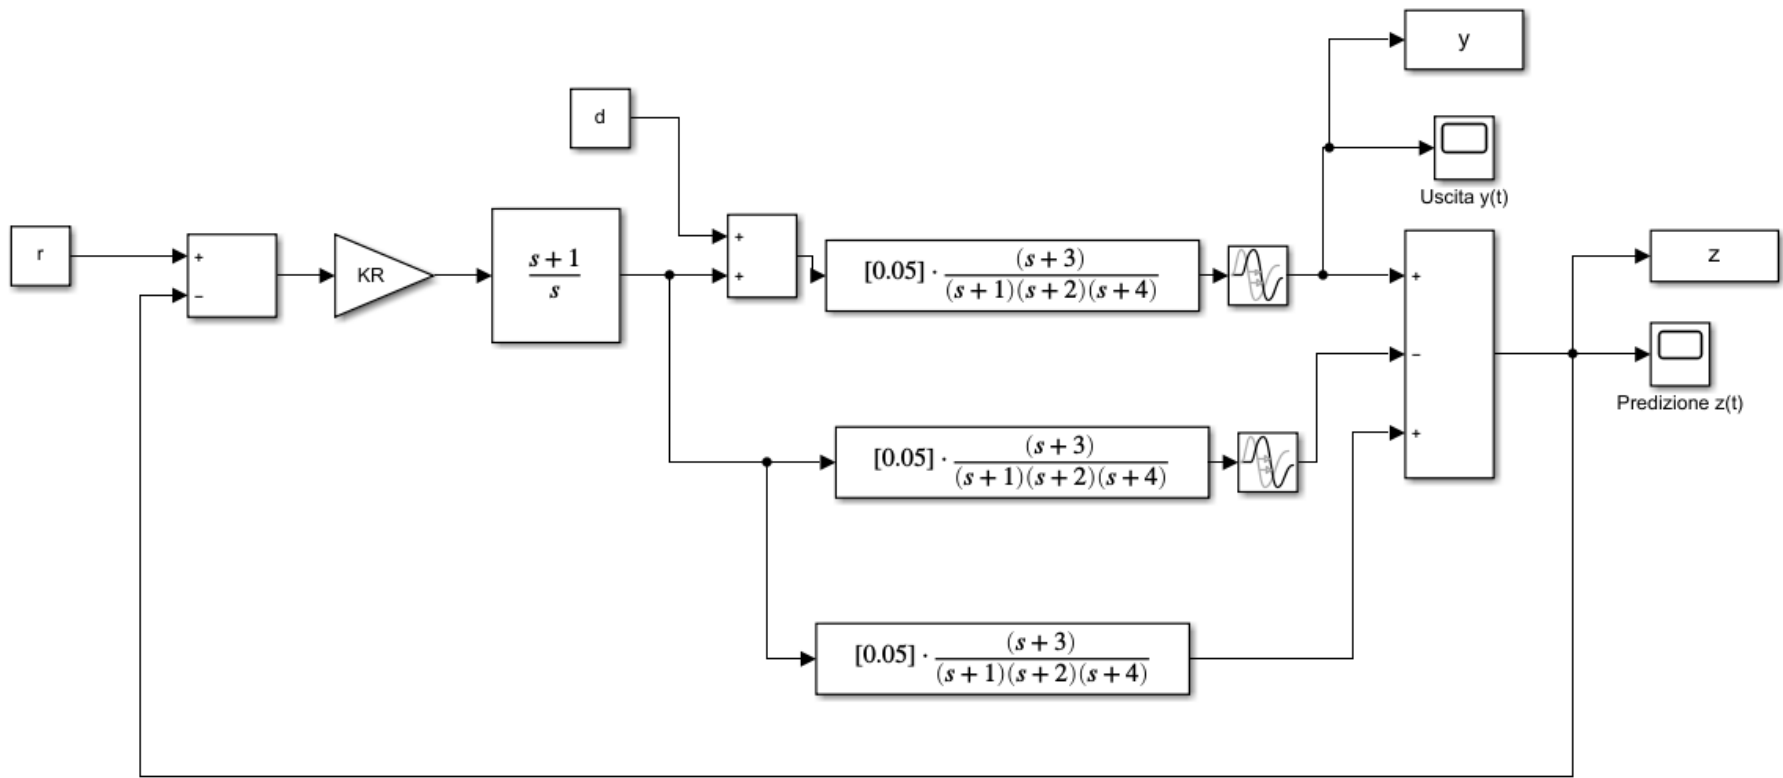 y
d
Uscita y(t)
r
+
−
KR
s + 1
s
+
+
[0.05] · (s + 3)
(s + 1)(s + 2)(s + 4)
+
−
+
z
Predizione z(t)
[0.05] · (s + 3)
(s + 1)(s + 2)(s + 4)
[0.05] · (s + 3)
(s + 1)(s + 2)(s + 4)